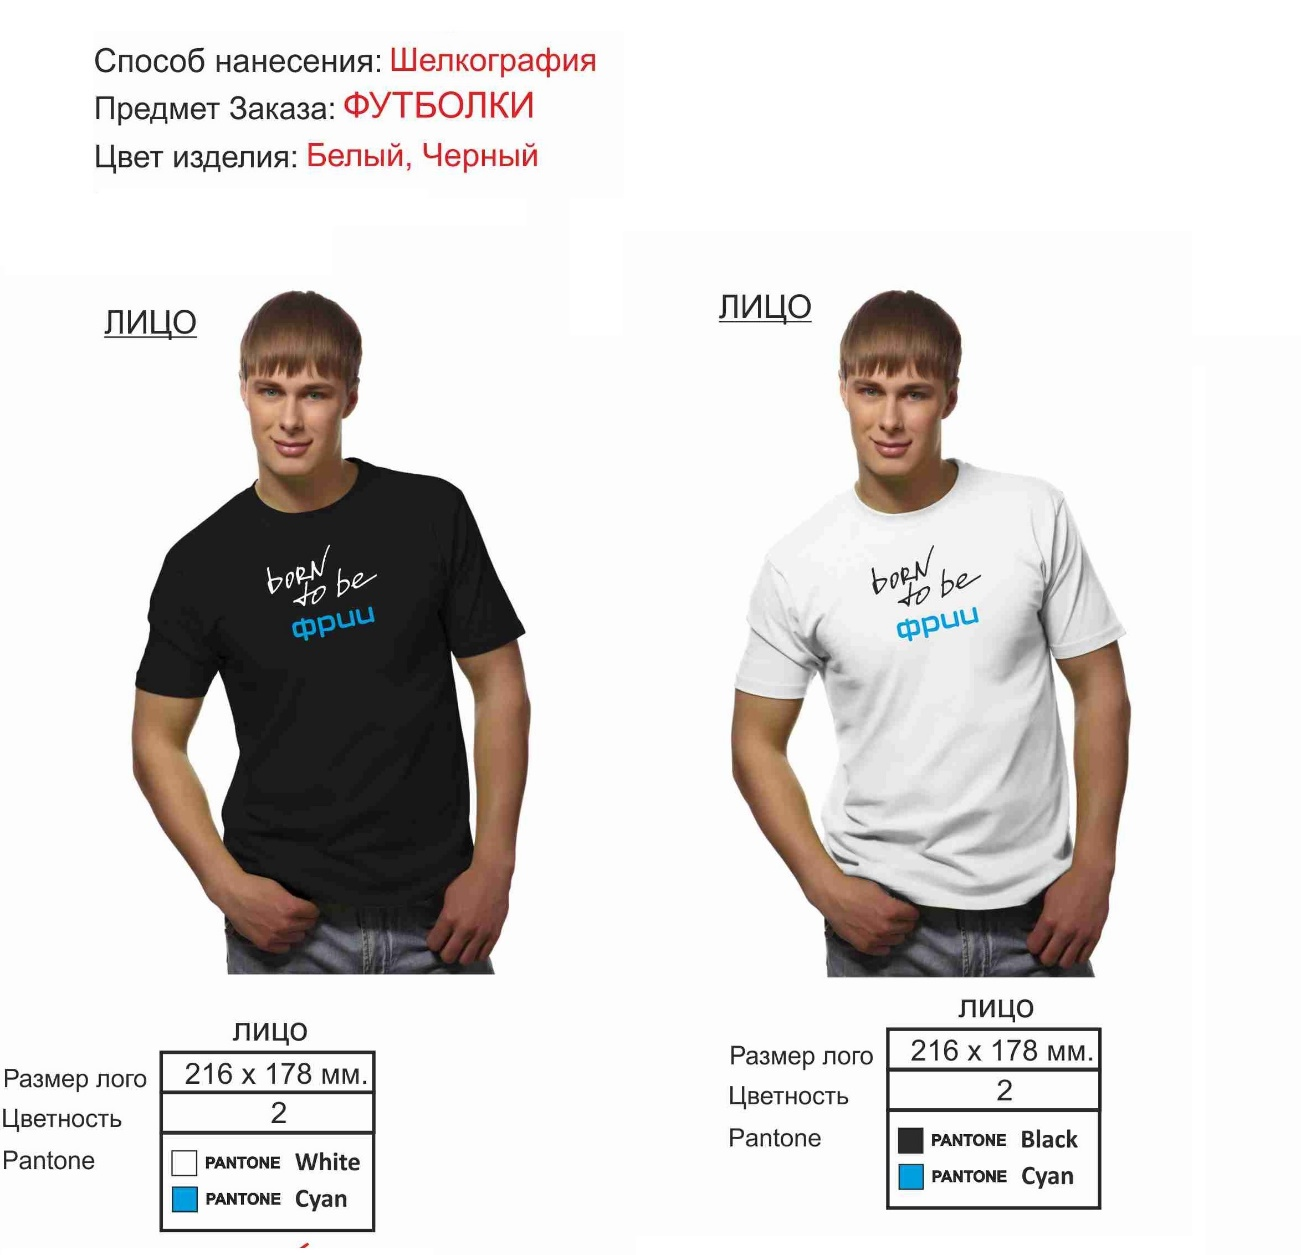 Способ нанесения: Шелкография
Предмет Заказа: ФУТБОЛКИ
Цвет изделия: Белый, Черный
ЛИЦО
born
to be
фрии
ЛИЦО
born
to be
фрии
ЛИЦО
Размер лого 216 х 178 мм.
Цветность 2
Pantone PANTONE White
PANTONE Cyan
ЛИЦО
Размер лого 216 х 178 мм.
Цветность 2
Pantone PANTONE Black
PANTONE Cyan